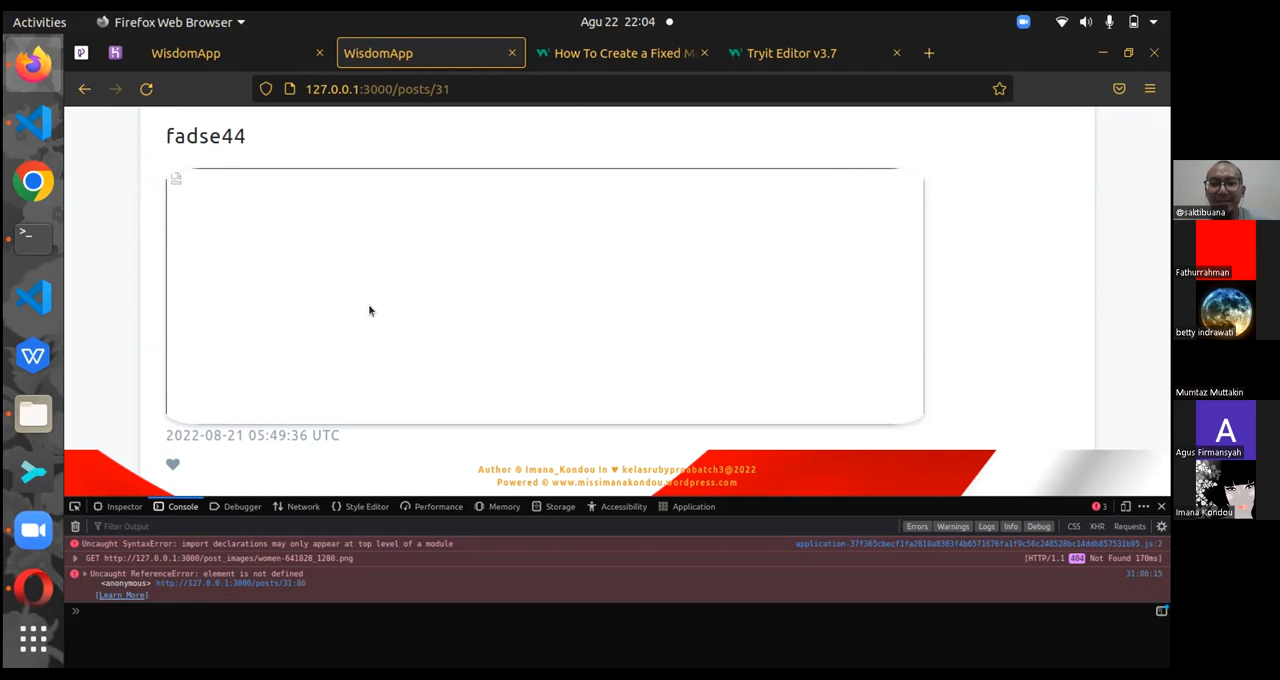 Activities
Firefox Web Browser
Agu 22 22:04
WisdomApp
WisdomApp
How To Create a Fixed M
Tryit Editor v3.7
127.0.0.1:3000/posts/31
fadse44
2022-08-21 05:49:36 UTC
Author ® Imana_Kondou In ♥ kelasrubyproabatch3@2022
Powered © www.missimanakondou.wordpress.com
Inspector
Console
Debugger
Network
Style Editor
Performance
Memory
Storage
Accessibility
Application
3
Filter Output
Errors
Warnings
Logs
Info
Debug
CSS
XHR
Requests
Uncaught SyntaxError: import declarations may only appear at top level of a module
GET http://127.0.0.1:3000/post_images/women-641828_1280.png
[HTTP/1.1 404 Not Found 170ms]
Uncaught ReferenceError: element is not defined
31:86:15
<anonymous> http://127.0.0.1:3000/posts/31:86
[Learn More]
@saktibuana
Fathurrahman
betty indrawati
Mumtaz Muttakin
A
Agus Firmansyah
Imana Kondou